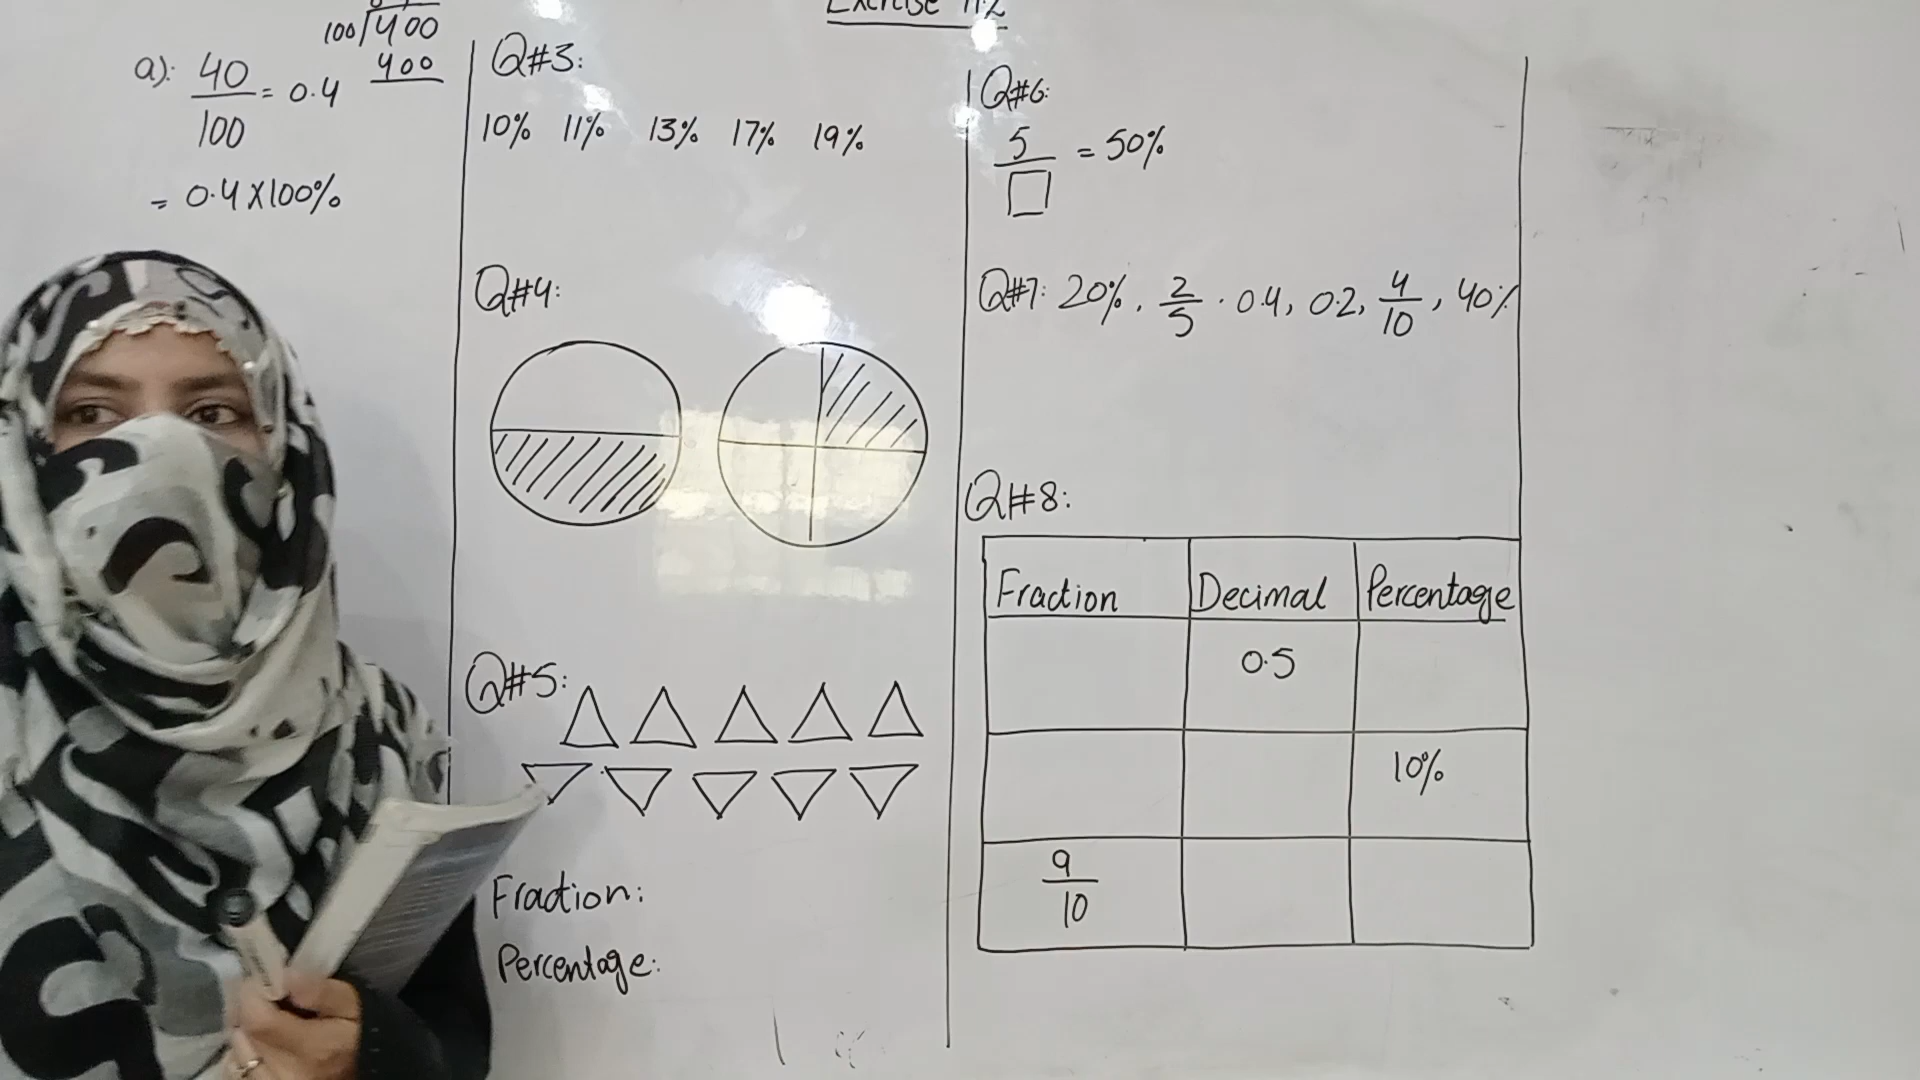 Exercise 11.2
100 400
400
a): 40/100 = 0.4
= 0.4 X 100%
Q#3:
10% 11% 13% 17% 19%
Q#4:
Q#5:
Fraction:
Percentage:
Q#6:
5/□ = 50%
Q#7: 20%, 2/5, 0.4, 0.2, 4/10, 40%
Q#8:
Fraction Decimal Percentage
0.5
10%
9/10